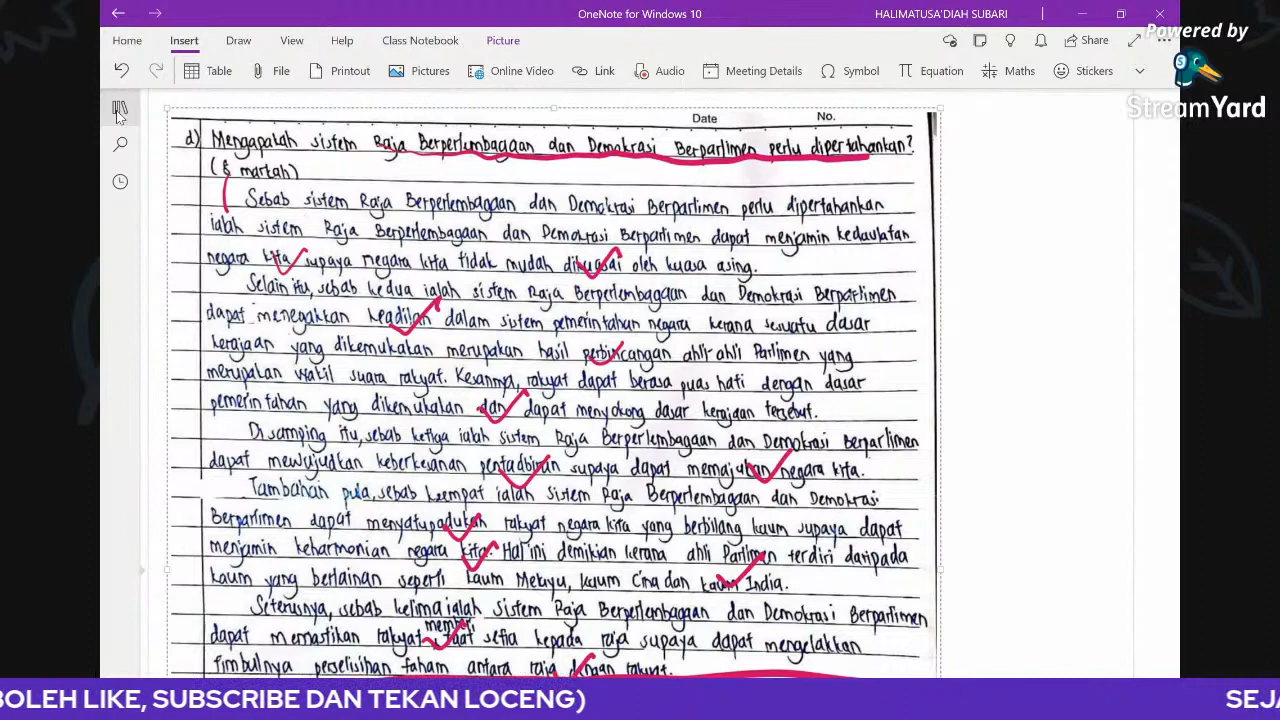 OneNote for Windows 10
HALIMATUSA'DIAH SUBARI
Powered by
StreamYard
Home Insert Draw View Help Class Notebook Picture Share
Table File Printout Pictures Online Video Link Audio Meeting Details Symbol Equation Maths Stickers
Date No.
d) Mengapakah sistem Raja Berperlembagaan dan Demokrasi Berparlimen perlu dipertahankan?
(8 markah)
Sebab sistem Raja Berperlembagaan dan Demokrasi Berparlimen perlu dipertahankan
ialah sistem Raja Berperlembagaan dan Demokrasi Berparlimen dapat menjamin kedaulatan
negara kita supaya negara kita tidak mudah dikuasai oleh kuasa asing.
Selain itu, sebab kedua ialah sistem Raja Berperlembagaan dan Demokrasi Berparlimen
dapat menegakkan keadilan dalam sistem pemerintahan negara kerana sesuatu dasar
kerajaan yang dikemukakan merupakan hasil perbincangan ahli-ahli Parlimen yang
merupakan wakil suara rakyat. Kesannya, rakyat dapat berasa puas hati dengan dasar
pemerintahan yang dikemukakan dan dapat menyokong dasar kerajaan tersebut.
Di samping itu, sebab ketiga ialah sistem Raja Berperlembagaan dan Demokrasi Berparlimen
dapat mewujudkan keberkesanan pentadbiran supaya dapat memajukan negara kita.
Tambahan pula, sebab keempat ialah sistem Raja Berperlembagaan dan Demokrasi
Berparlimen dapat menyatupadukan rakyat negara kita yang berbilang kaum supaya dapat
menjamin keharmonian negara kita. Hal ini demikian kerana ahli Parlimen terdiri daripada
kaum yang berlainan seperti kaum Melayu, kaum Cina dan kaum India.
Seterusnya, sebab kelima ialah sistem Raja Berperlembagaan dan Demokrasi Berparlimen
dapat memastikan rakyat taat setia kepada raja supaya dapat mengelakkan
timbulnya perselisihan faham antara raja dengan rakyat.
BOLEH LIKE, SUBSCRIBE DAN TEKAN LOCENG) SEJA